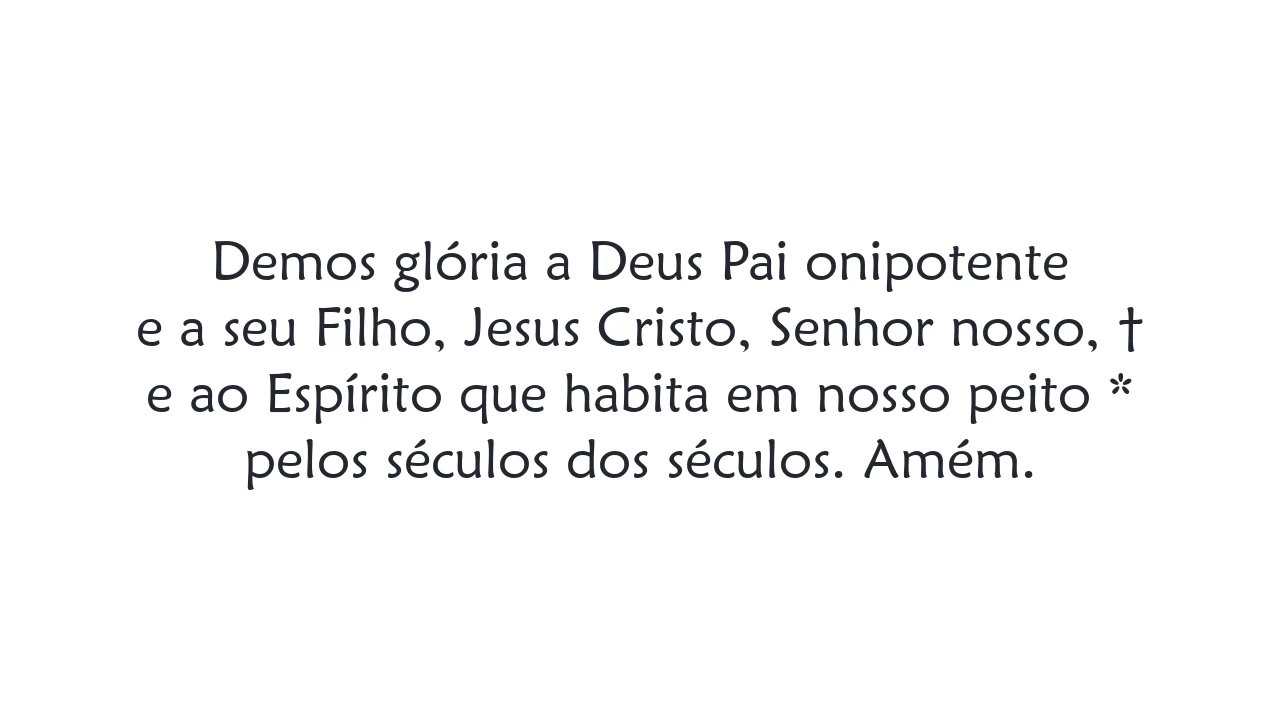 Demos glória a Deus Pai onipotente
e a seu Filho, Jesus Cristo, Senhor nosso, †
e ao Espírito que habita em nosso peito *
pelos séculos dos séculos. Amém.